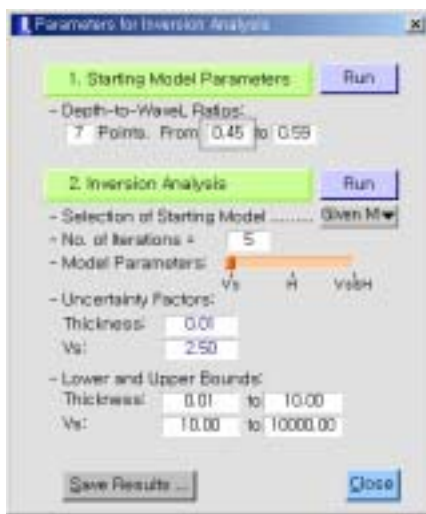 Parameters for Inversion Analysis
1. Starting Model Parameters Run
- Depth-to-WaveL Ratios:
7 Points. From 0.45 to 0.59
2. Inversion Analysis Run
- Selection of Starting Model ........ Given M
- No. of Iterations = 5
- Model Parameters:
Vs H Vs&H
- Uncertainty Factors:
Thickness: 0.01
Vs: 2.50
- Lower and Upper Bounds:
Thickness: 0.01 to 10.00
Vs: 10.00 to 10000.00
Save Results ... Close